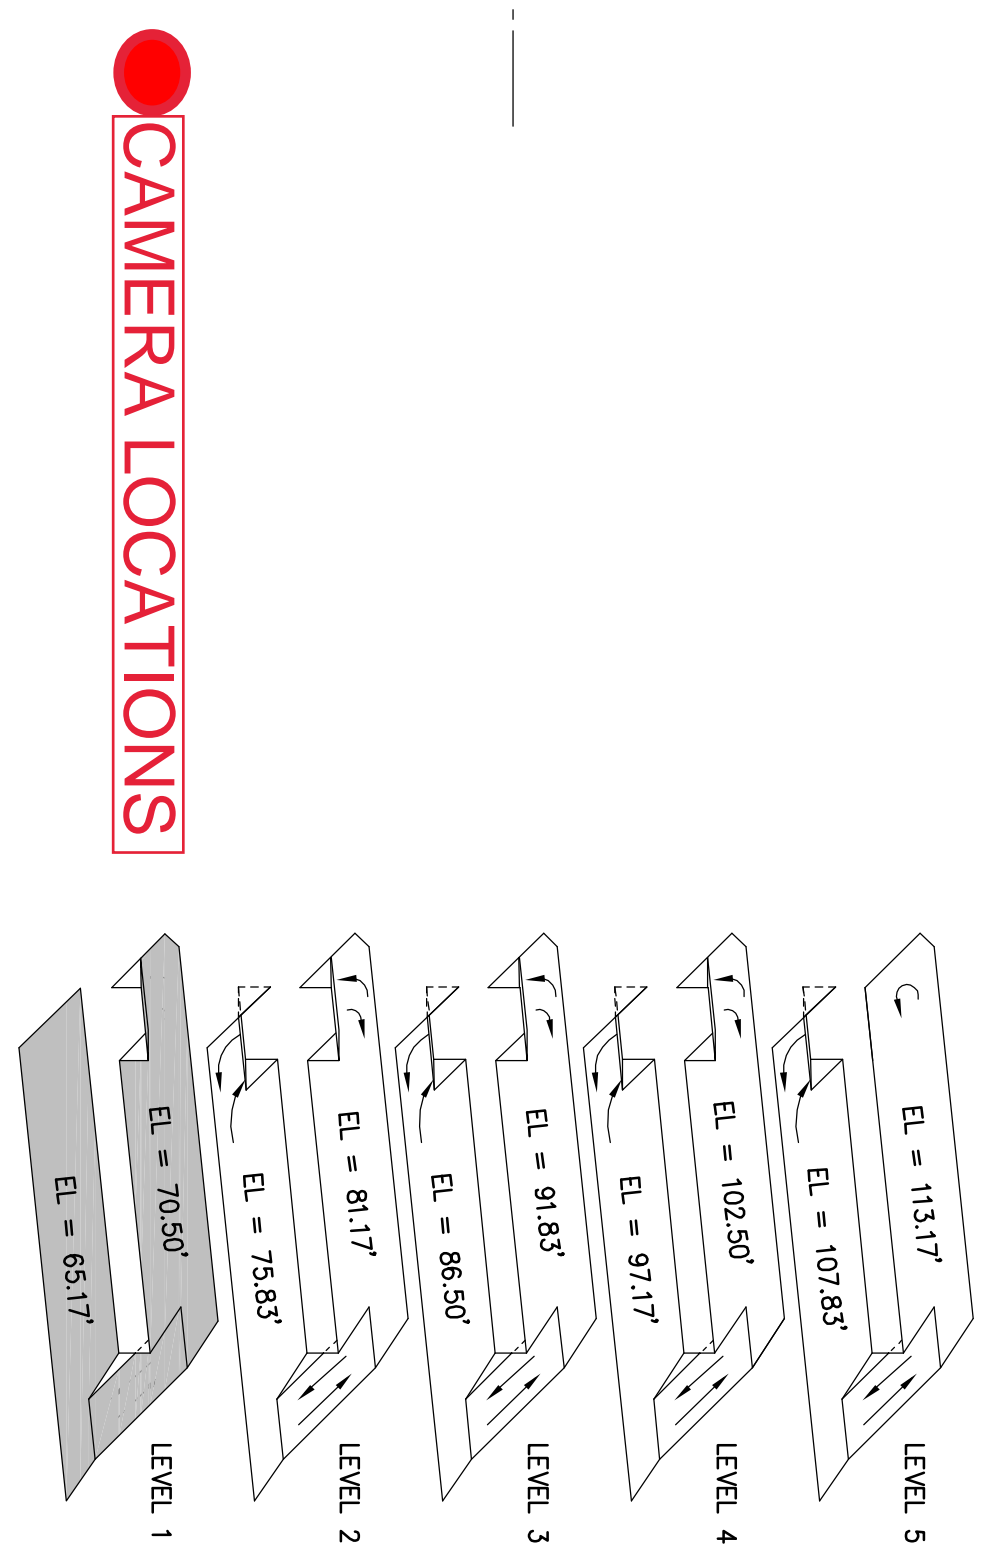 CAMERA LOCATIONS
EL = 113.17'
EL = 107.83'
LEVEL 5
EL = 102.50'
EL = 97.17'
LEVEL 4
EL = 91.83'
EL = 86.50'
LEVEL 3
EL = 81.17'
EL = 75.83'
LEVEL 2
EL = 70.50'
EL = 65.17'
LEVEL 1